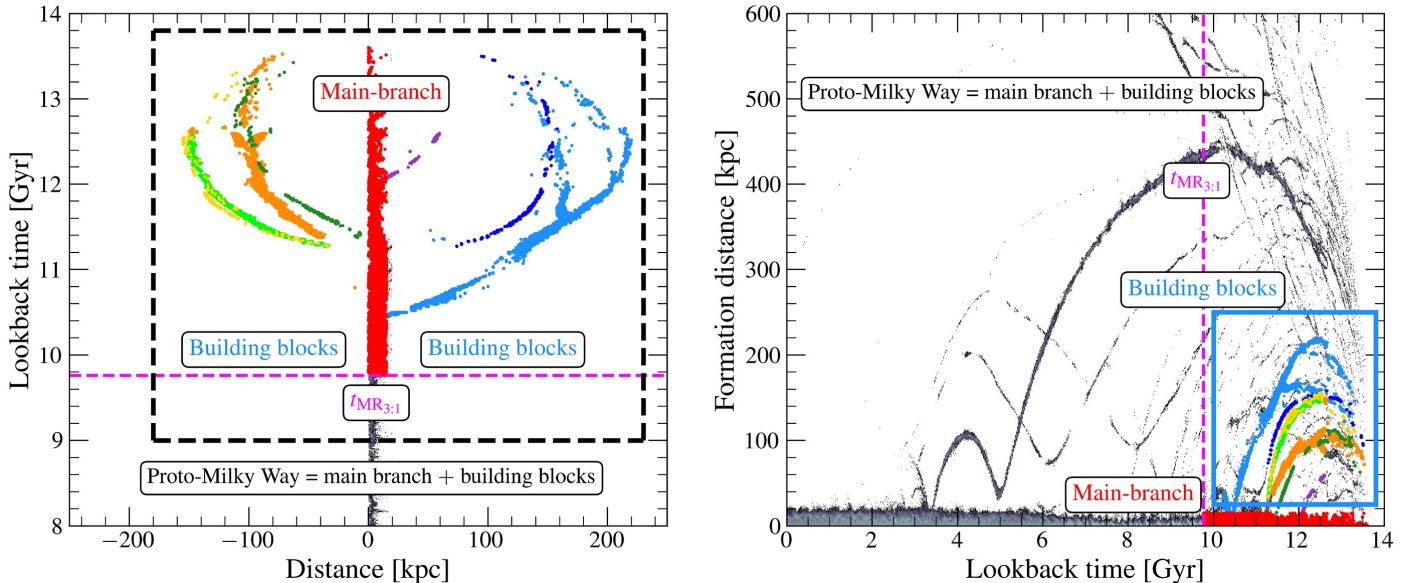 14
13
12
11
10
9
8
Lookback time [Gyr]
−200
−100
0
100
200
Distance [kpc]
Main-branch
Building blocks
Building blocks
tMR3:1
Proto-Milky Way = main branch + building blocks
600
500
400
300
200
100
0
Formation distance [kpc]
0
2
4
6
8
10
12
14
Lookback time [Gyr]
Proto-Milky Way = main branch + building blocks
tMR3:1
Building blocks
Main-branch